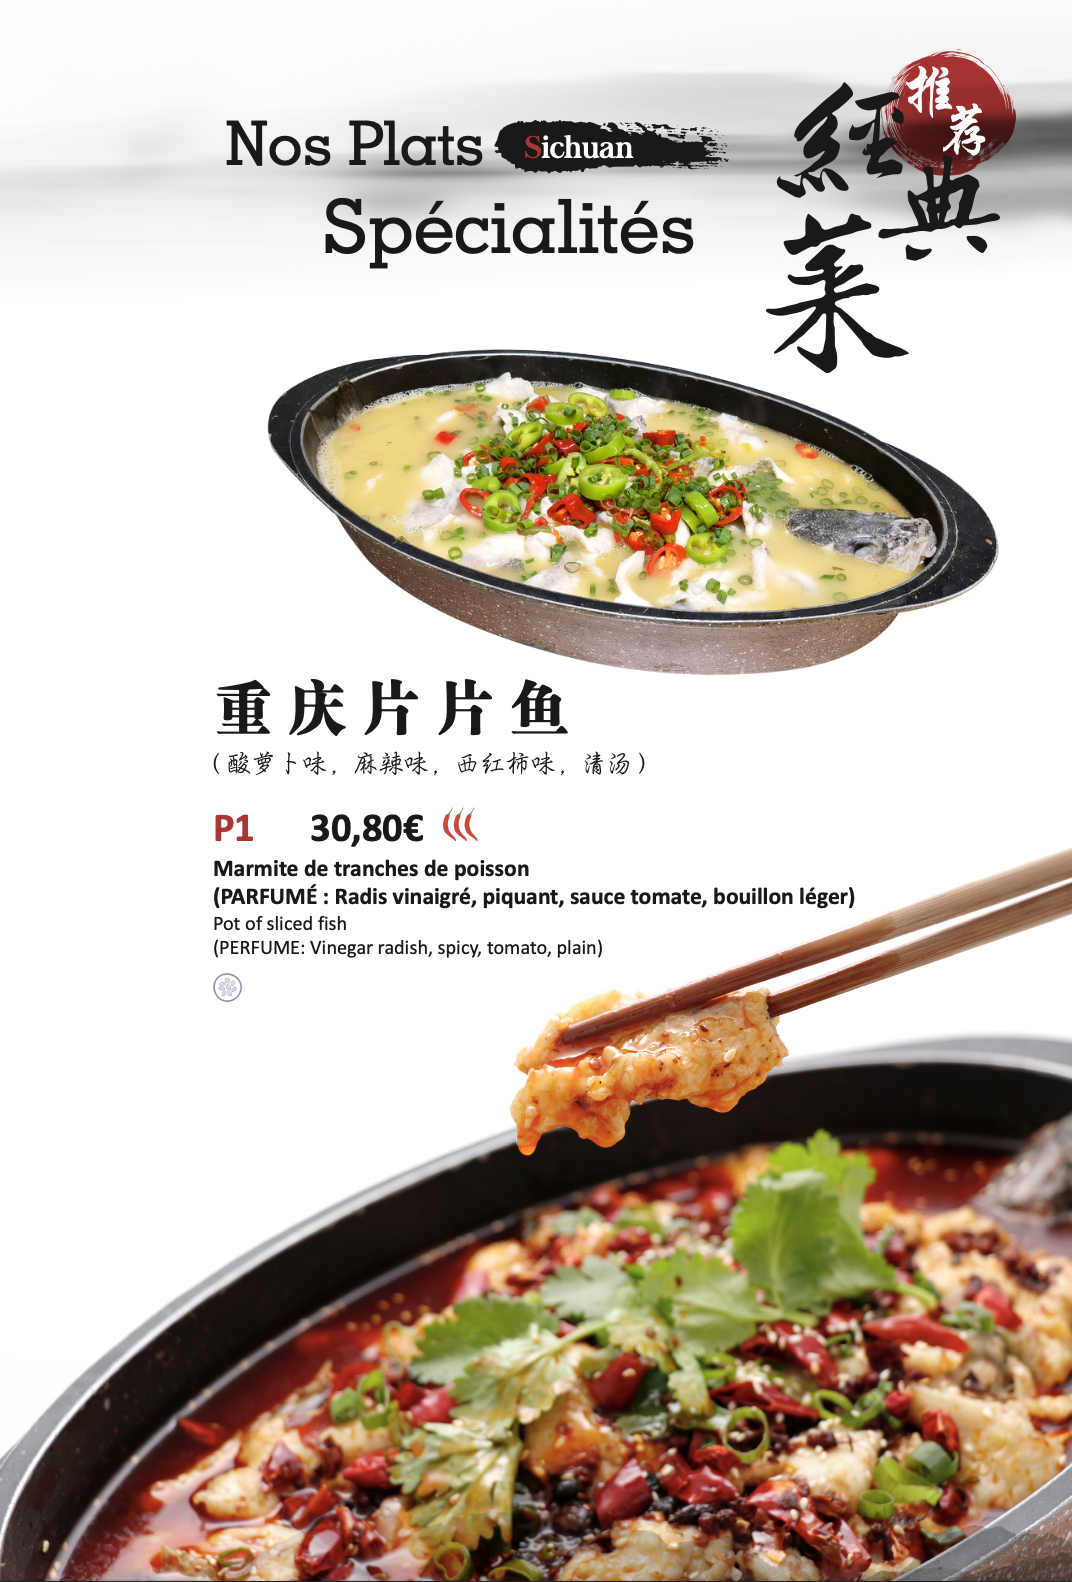 Nos Plats Sichuan
Spécialités
推荐
經典菜
重庆片片鱼
(酸萝卜味，麻辣味，西红柿味，清汤)
P1 30,80€
Marmite de tranches de poisson
(PARFUMÉ : Radis vinaigré, piquant, sauce tomate, bouillon léger)
Pot of sliced fish
(PERFUME: Vinegar radish, spicy, tomato, plain)